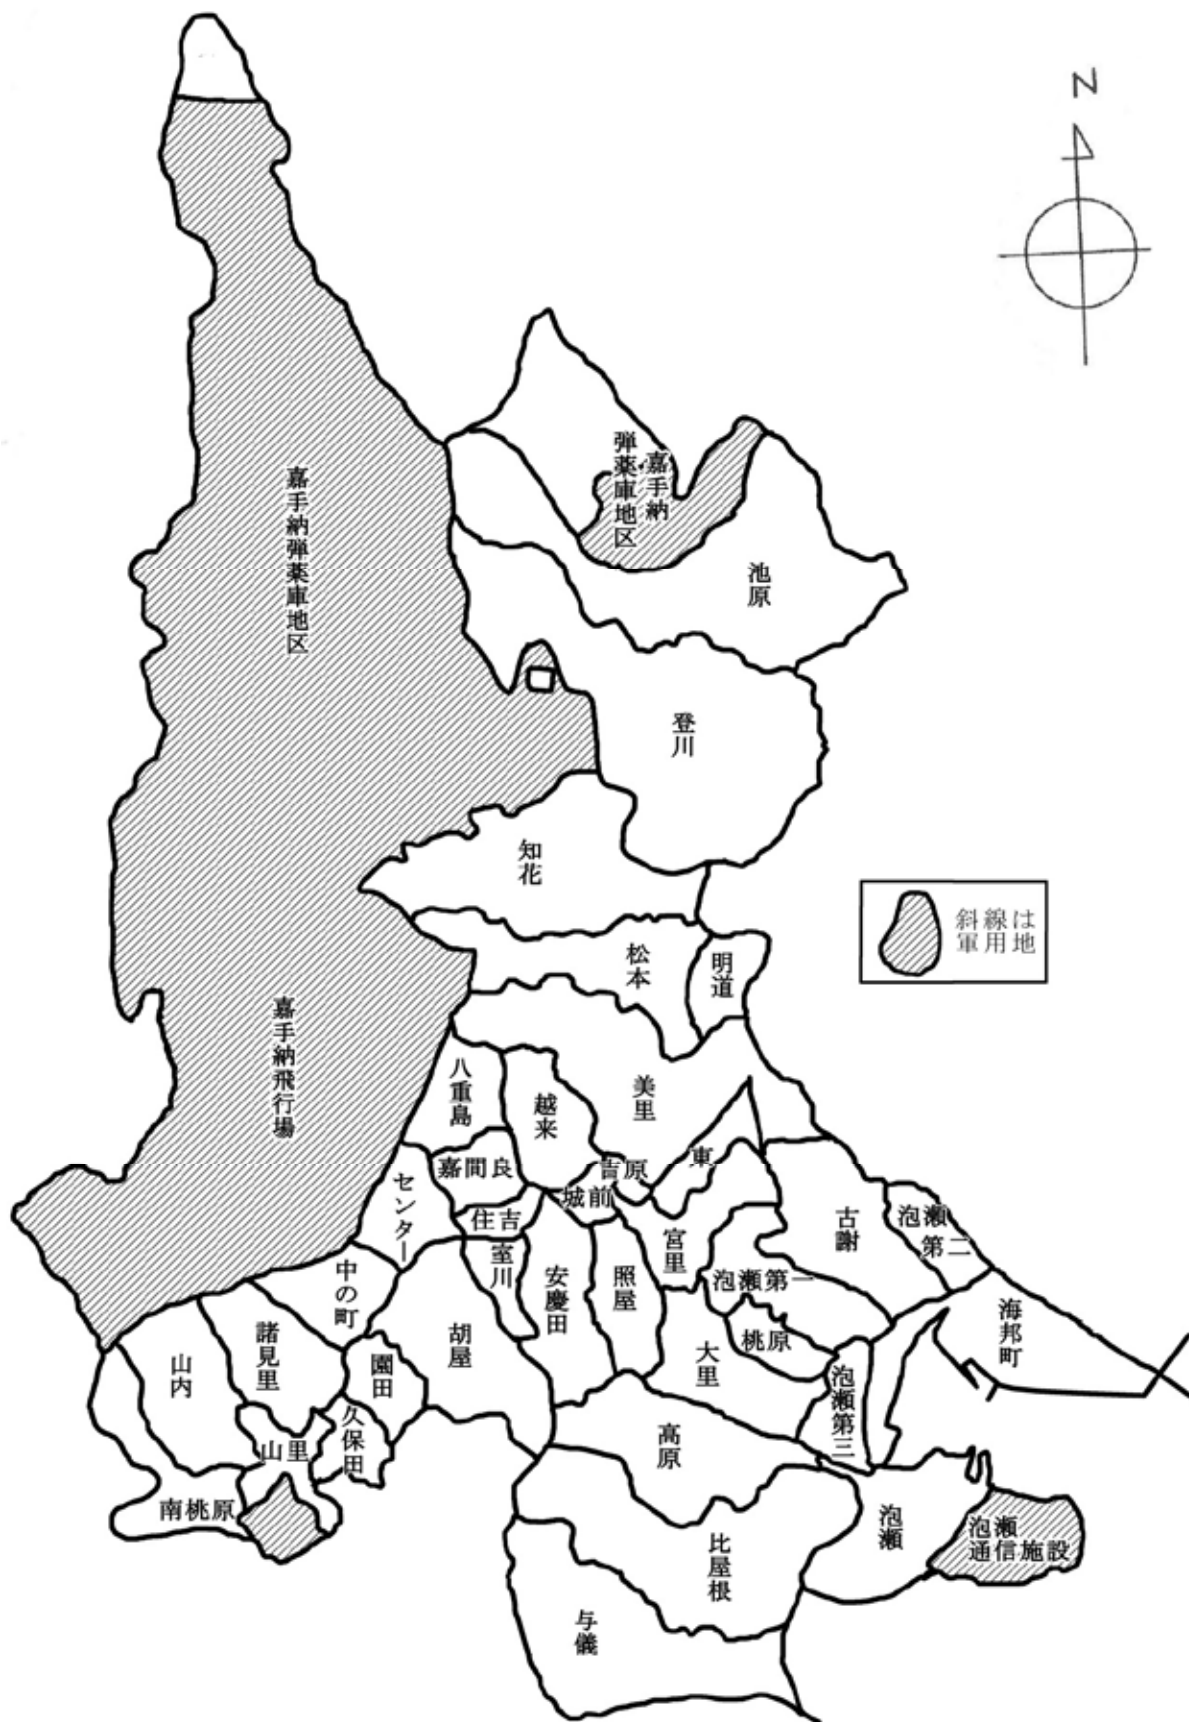 N
嘉手納
弾薬庫地区
嘉手納弾薬庫地区
池原
登川
知花
斜線は
軍用地
松本
明道
嘉手納飛行場
八重島
越来
美里
嘉間良
吉原
東
城前
センター
住吉
室川
宮里
古謝
泡瀬
第二
中の町
安慶田
照屋
泡瀬第一
海邦町
諸見里
山内
園田
胡屋
大里
桃原
泡瀬第三
久保田
山里
高原
南桃原
泡瀬
泡瀬
通信施設
比屋根
与儀